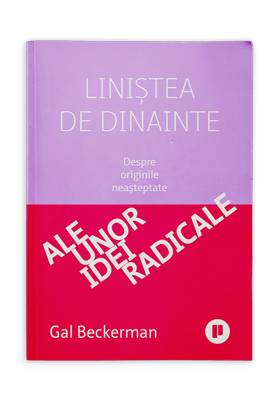 LINIȘTEA
DE DINAINTE
Despre
originile
neașteptate
ALE
UNOR
IDEI
RADICALE
Gal Beckerman
P